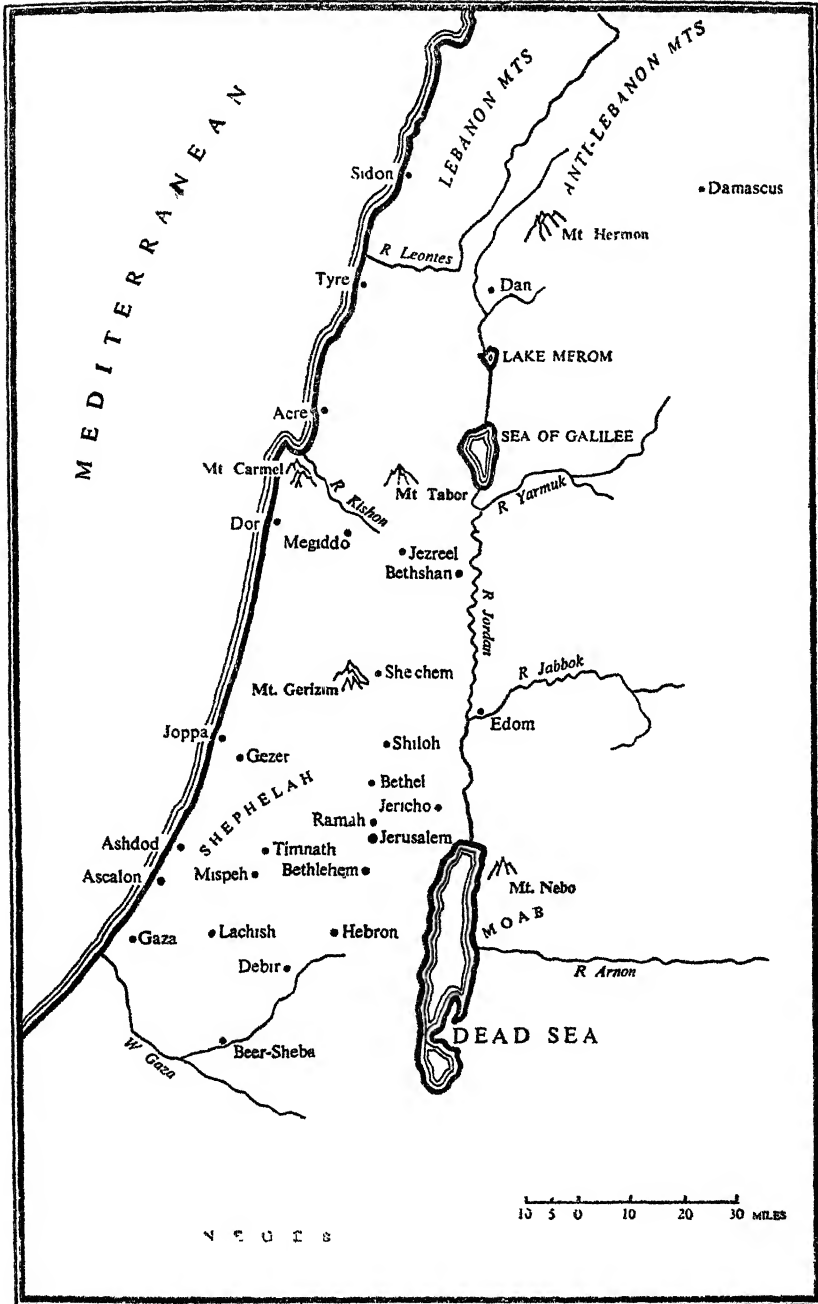 MEDITERRANEAN
LEBANON MTS
ANTI-LEBANON MTS
Sidon
Damascus
Mt Hermon
R Leontes
Tyre
Dan
LAKE MEROM
Acre
SEA OF GALILEE
Mt Carmel
R Kishon
Mt Tabor
R Yarmuk
Dor
Megiddo
Jezreel
Bethshan
R Jordan
Shechem
Mt. Gerizim
R Jabbok
Edom
Joppa
Gezer
Shiloh
SHEPHELAH
Bethel
Jericho
Ramah
Jerusalem
Ashdod
Timnath
Ascalon
Mispeh
Bethlehem
Mt. Nebo
MOAB
Gaza
Lachish
Hebron
Debir
R Arnon
W Gaza
Beer-Sheba
DEAD SEA
10 5 0 10 20 30 MILES